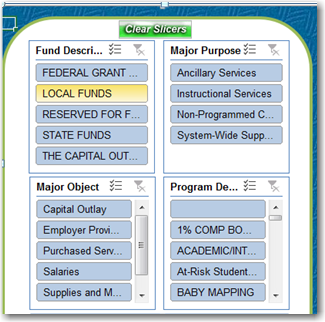 Clear Slicers
Fund Descri...
FEDERAL GRANT ...
LOCAL FUNDS
RESERVED FOR F...
STATE FUNDS
THE CAPITAL OUT...
Major Purpose
Ancillary Services
Instructional Services
Non-Programmed C...
System-Wide Supp...
Major Object
Capital Outlay
Employer Provi...
Purchased Serv...
Salaries
Supplies and M...
Program De...
1% COMP BO...
ACADEMIC/INT...
At-Risk Student...
BABY MAPPING